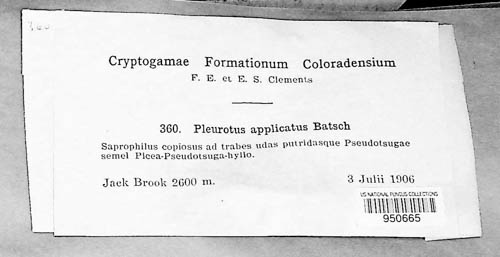 360
Cryptogamae Formationum Coloradensium
F. E. et E. S. Clements
360. Pleurotus applicatus Batsch
Saprophilus copiosus ad trabes udas putridasque Pseudotsugae
semel Picea-Pseudotsuga-hylio.
Jack Brook 2600 m. 3 Julii 1906
US NATIONAL FUNGUS COLLECTIONS
950665